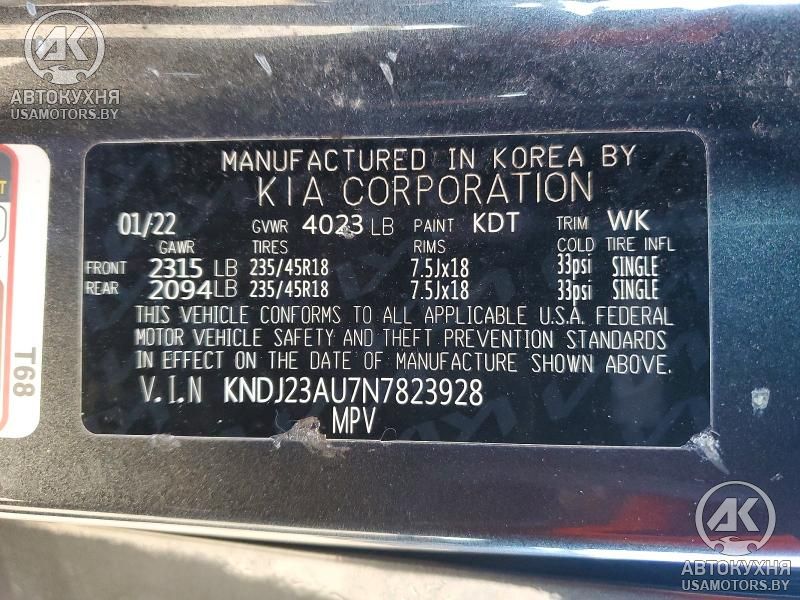 AK
АВТОКУХНЯ
USAMOTORS.BY
MANUFACTURED IN KOREA BY
KIA CORPORATION
01/22 GVWR 4023 LB PAINT KDT TRIM WK
GAWR TIRES RIMS COLD TIRE INFL
FRONT 2315 LB 235/45R18 7.5Jx18 33psi SINGLE
REAR 2094 LB 235/45R18 7.5Jx18 33psi SINGLE
THIS VEHICLE CONFORMS TO ALL APPLICABLE U.S.A. FEDERAL
MOTOR VEHICLE SAFETY AND THEFT PREVENTION STANDARDS
IN EFFECT ON THE DATE OF MANUFACTURE SHOWN ABOVE.
V.I.N KNDJ23AU7N7823928
MPV
T68
AK
АВТОКУХНЯ
USAMOTORS.BY